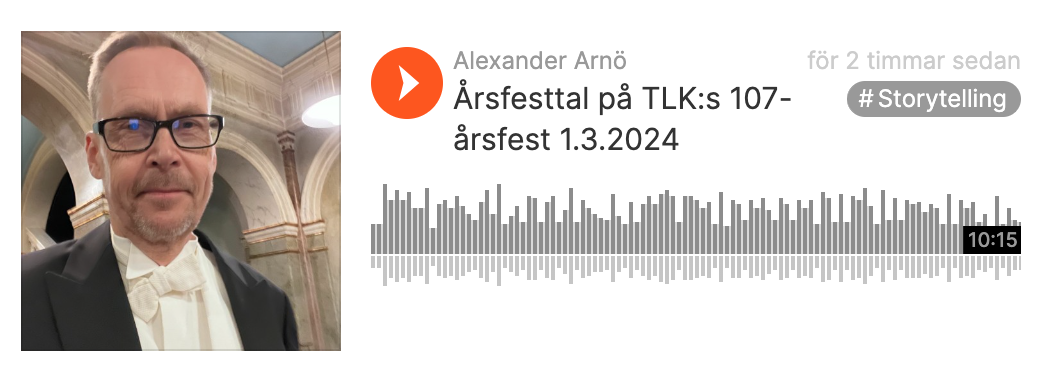 Alexander Arnö
för 2 timmar sedan
Årsfesttal på TLK:s 107-
årsfest 1.3.2024
# Storytelling
10:15